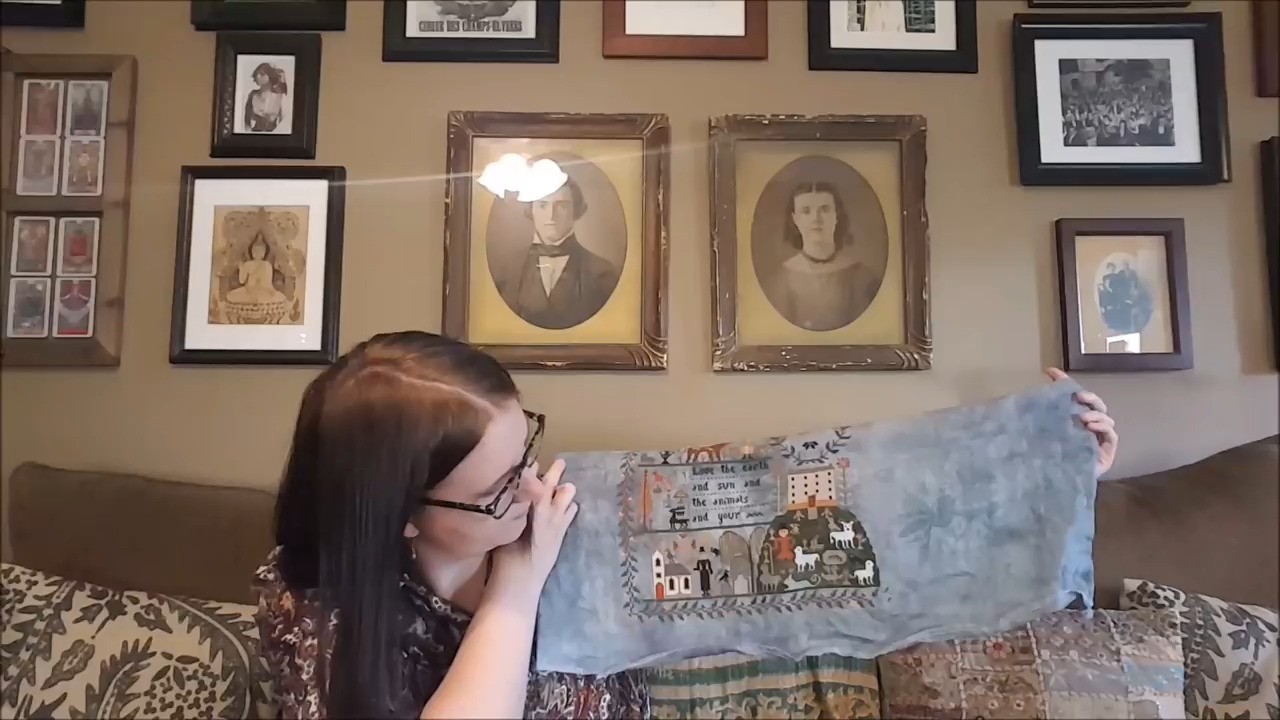 CIRQUE DES CHAMPS-ELYSEES
Love the earth
and sun and
the animals
and your